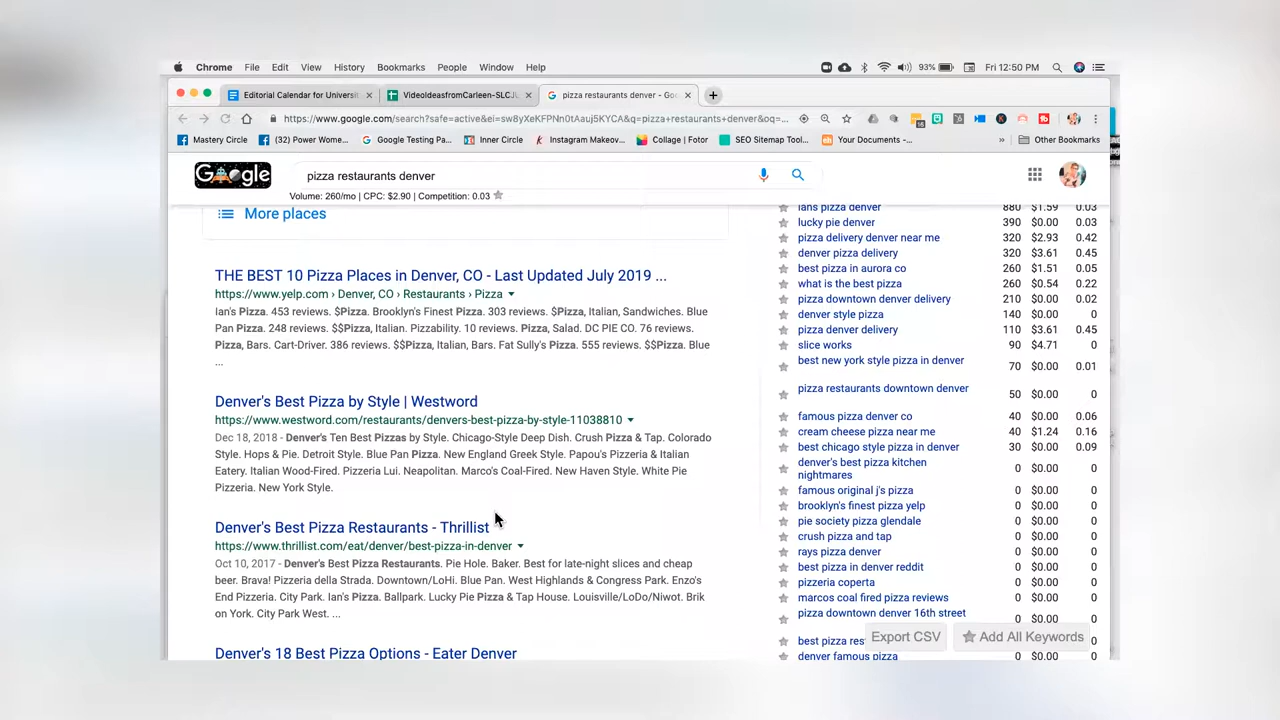 Chrome File Edit View History Bookmarks People Window Help 93% Fri 12:50 PM
Editorial Calendar for Universit VideoIdeasfromCarleen-SLCJU pizza restaurants denver - Goo
https://www.google.com/search?safe=active&ei=sw8yXeKFPNn0tAauj5KYCA&q=pizza+restaurants+denver&oq=...
Mastery Circle (32) Power Wome... Google Testing Pa... Inner Circle Instagram Makeov... Collage | Fotor SEO Sitemap Tool... Your Documents -... » Other Bookmarks
Google pizza restaurants denver
Volume: 260/mo | CPC: $2.90 | Competition: 0.03
More places
THE BEST 10 Pizza Places in Denver, CO - Last Updated July 2019 ...
https://www.yelp.com › Denver, CO › Restaurants › Pizza
Ian's Pizza. 453 reviews. $Pizza. Brooklyn's Finest Pizza. 303 reviews. $Pizza, Italian, Sandwiches. Blue
Pan Pizza. 248 reviews. $$Pizza, Italian. Pizzability. 10 reviews. Pizza, Salad. DC PIE CO. 76 reviews.
Pizza, Bars. Cart-Driver. 386 reviews. $$Pizza, Italian, Bars. Fat Sully's Pizza. 555 reviews. $$Pizza. Blue
...
Denver's Best Pizza by Style | Westword
https://www.westword.com/restaurants/denvers-best-pizza-by-style-11038810
Dec 18, 2018 - Denver's Ten Best Pizzas by Style. Chicago-Style Deep Dish. Crush Pizza & Tap. Colorado
Style. Hops & Pie. Detroit Style. Blue Pan Pizza. New England Greek Style. Papou's Pizzeria & Italian
Eatery. Italian Wood-Fired. Pizzeria Lui. Neapolitan. Marco's Coal-Fired. New Haven Style. White Pie
Pizzeria. New York Style.
Denver's Best Pizza Restaurants - Thrillist
https://www.thrillist.com/eat/denver/best-pizza-in-denver
Oct 10, 2017 - Denver's Best Pizza Restaurants. Pie Hole. Baker. Best for late-night slices and cheap
beer. Brava! Pizzeria della Strada. Downtown/LoHi. Blue Pan. West Highlands & Congress Park. Enzo's
End Pizzeria. City Park. Ian's Pizza. Ballpark. Lucky Pie Pizza & Tap House. Louisville/LoDo/Niwot. Brik
on York. City Park West. ...
Denver's 18 Best Pizza Options - Eater Denver
ians pizza denver 880 $1.59 0.03
lucky pie denver 390 $0.00 0.03
pizza delivery denver near me 320 $2.93 0.42
denver pizza delivery 320 $3.61 0.45
best pizza in aurora co 260 $1.51 0.05
what is the best pizza 260 $0.54 0.22
pizza downtown denver delivery 210 $0.00 0.02
denver style pizza 140 $0.00 0
pizza denver delivery 110 $3.61 0.45
slice works 90 $4.71 0
best new york style pizza in denver 70 $0.00 0.01
pizza restaurants downtown denver 50 $0.00 0
famous pizza denver co 40 $0.00 0.06
cream cheese pizza near me 40 $1.24 0.16
best chicago style pizza in denver 30 $0.00 0.09
denver's best pizza kitchen
nightmares 0 $0.00 0
famous original j's pizza 0 $0.00 0
brooklyn's finest pizza yelp 0 $0.00 0
pie society pizza glendale 0 $0.00 0
crush pizza and tap 0 $0.00 0
rays pizza denver 0 $0.00 0
best pizza in denver reddit 0 $0.00 0
pizzeria coperta 0 $0.00 0
marcos coal fired pizza reviews 0 $0.00 0
pizza downtown denver 16th street 0 $0.00 0
best pizza res
Export CSV Add All Keywords
denver famous pizza 0 $0.00 0